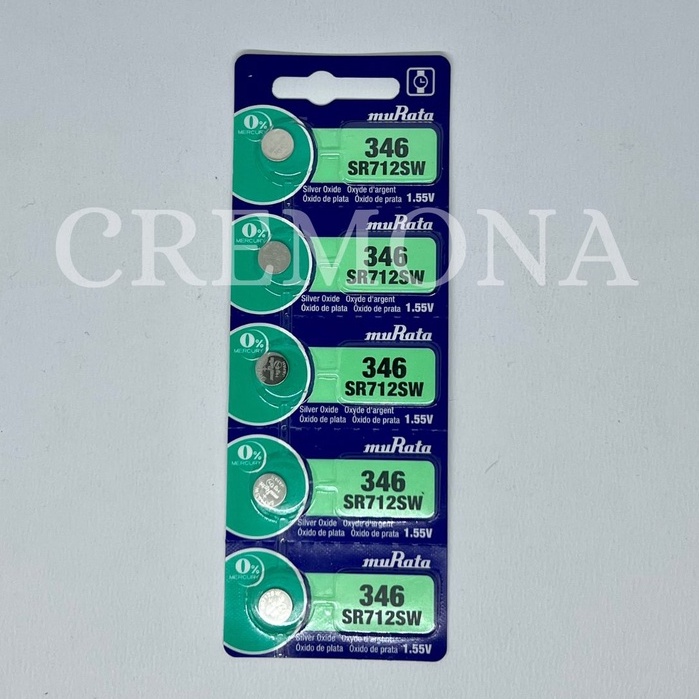 muRata
0%
MERCURY
346
SR712SW
Silver Oxide Oxyde d'argent
Óxido de plata Óxido de prata 1.55V
muRata
0%
MERCURY
346
SR712SW
Silver Oxide Oxyde d'argent
Óxido de plata Óxido de prata 1.55V
CREMONA
muRata
0%
MERCURY
346
SR712SW
Silver Oxide Oxyde d'argent
Óxido de plata Óxido de prata 1.55V
muRata
0%
MERCURY
346
SR712SW
Silver Oxide Oxyde d'argent
Óxido de plata Óxido de prata 1.55V
muRata
0%
MERCURY
346
SR712SW
Silver Oxide Oxyde d'argent
Óxido de plata Óxido de prata 1.55V